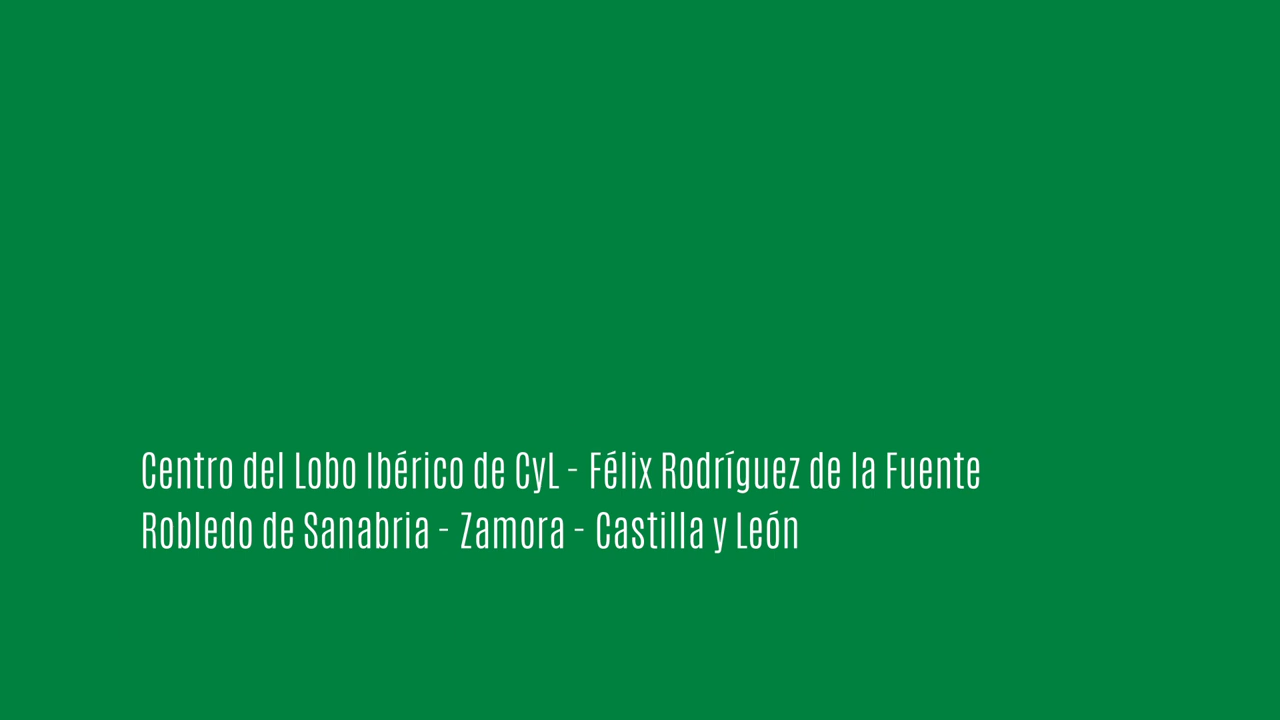 Centro del Lobo Ibérico de CyL - Félix Rodríguez de la Fuente
Robledo de Sanabria - Zamora - Castilla y León